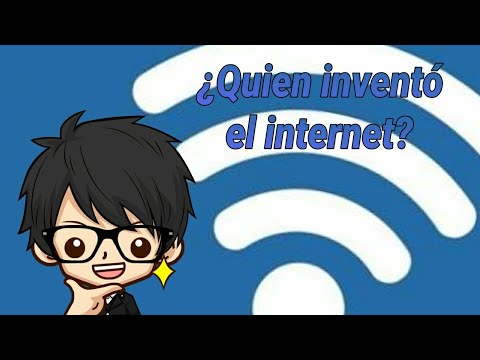 ¿Quien inventó
el internet?